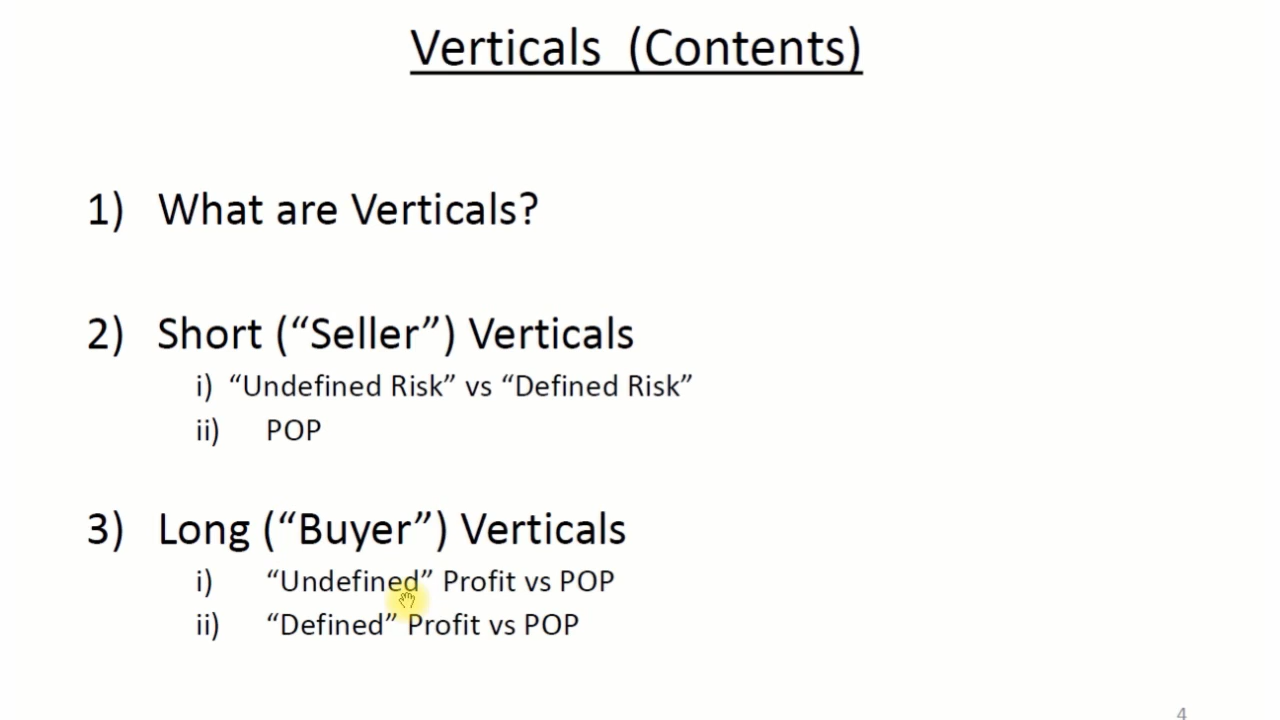 Verticals (Contents)
1) What are Verticals?
2) Short (“Seller”) Verticals
i) “Undefined Risk” vs “Defined Risk”
ii) POP
3) Long (“Buyer”) Verticals
i) “Undefined” Profit vs POP
ii) “Defined” Profit vs POP
4